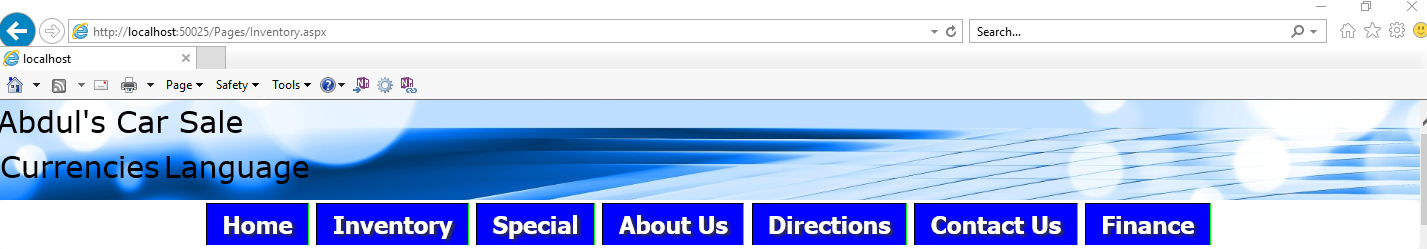 http://localhost:50025/Pages/Inventory.aspx Search...
localhost
Page Safety Tools
Abdul's Car Sale
Currencies Language
Home Inventory Special About Us Directions Contact Us Finance